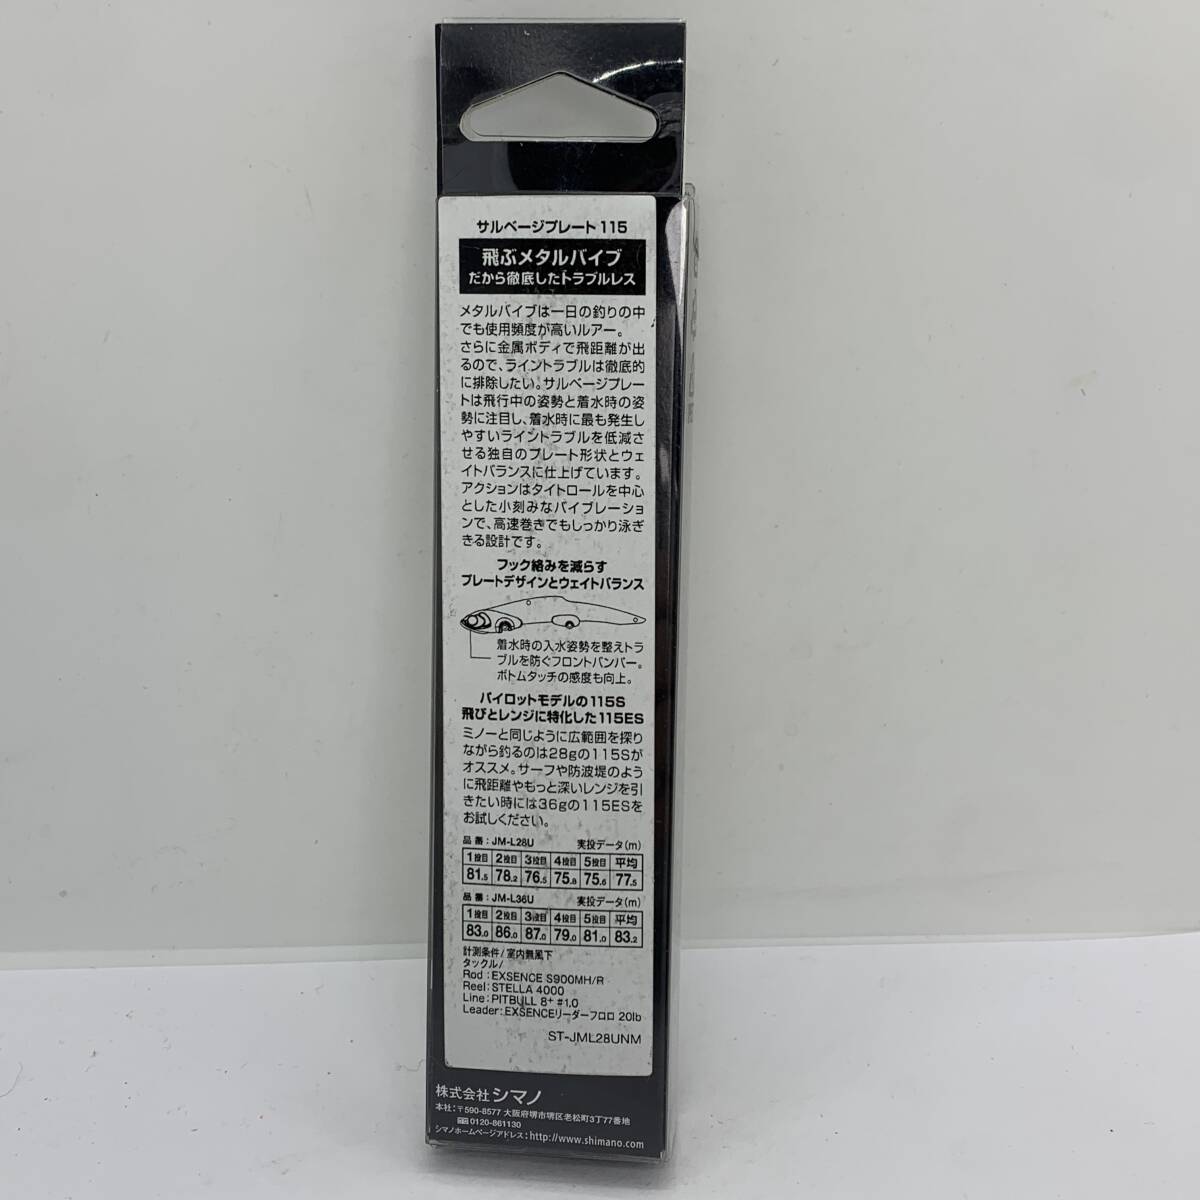 サルベージプレート115
飛ぶメタルバイブ
だから徹底したトラブルレス
メタルバイブは一日の釣りの中
でも使用頻度が高いルアー。
さらに金属ボディで飛距離が出
るので、ライントラブルは徹底的
に排除したい。サルベージプレー
トは飛行中の姿勢と着水時の姿
勢に注目し、着水時に最も発生し
やすいライントラブルを低減さ
せる独自のプレート形状とウェ
イトバランスに仕上げています。
アクションはタイトロールを中心
とした小刻みなバイブレーショ
ンで、高速巻きでもしっかり泳ぎ
きる設計です。
フック絡みを減らす
プレートデザインとウェイトバランス
着水時の入水姿勢を整えトラ
ブルを防ぐフロントバンパー。
ボトムタッチの感度も向上。
パイロットモデルの115S
飛びとレンジに特化した115ES
ミノーと同じように広範囲を探り
ながら釣るのは28gの115Sが
オススメ。サーフや防波堤のよう
に飛距離やもっと深いレンジを引
きたい時には36gの115ESを
お試しください。
品番：JM-L28U 実投データ(m)
1投目 2投目 3投目 4投目 5投目 平均
81.5 78.2 76.5 75.8 75.6 77.5
品番：JM-L36U 実投データ(m)
1投目 2投目 3投目 4投目 5投目 平均
83.0 86.0 87.0 79.0 81.0 83.2
計測条件/室内無風下
タックル/
Rod：EXSENCE S900MH/R
Reel：STELLA 4000
Line：PITBULL 8+ #1.0
Leader：EXSENCEリーダーフロロ 20lb
ST-JML28UNM
株式会社シマノ
本社：〒590-8577 大阪府堺市堺区老松町3丁77番地
0120-861130
シマノホームページアドレス：http://www.shimano.com